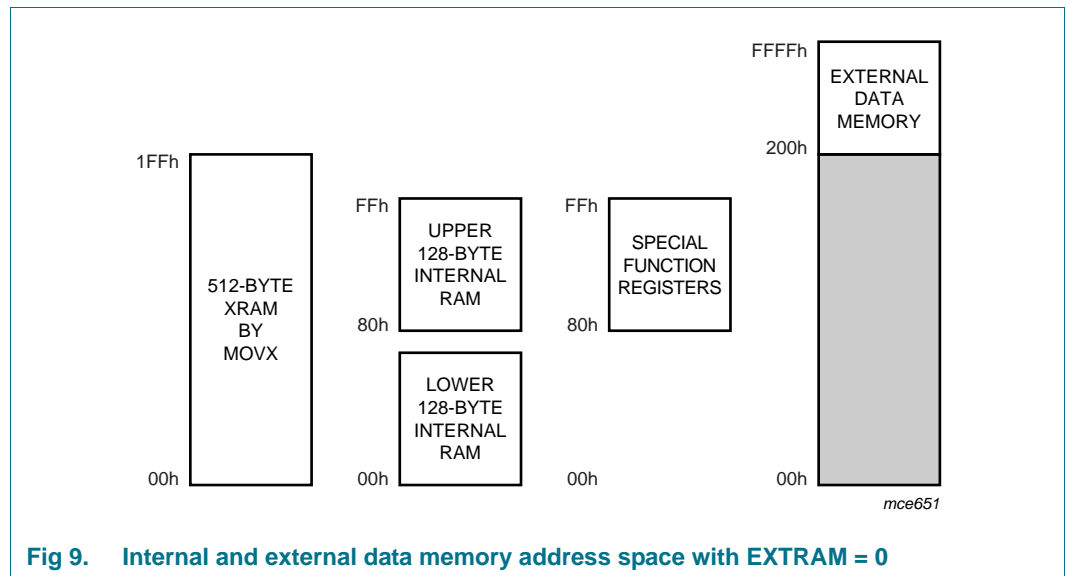 FFFFh
EXTERNAL
DATA
MEMORY
200h
1FFh
512-BYTE
XRAM
BY
MOVX
00h
FFh
UPPER
128-BYTE
INTERNAL
RAM
80h
LOWER
128-BYTE
INTERNAL
RAM
00h
FFh
SPECIAL
FUNCTION
REGISTERS
80h
00h
00h
mce651
Fig 9. Internal and external data memory address space with EXTRAM = 0